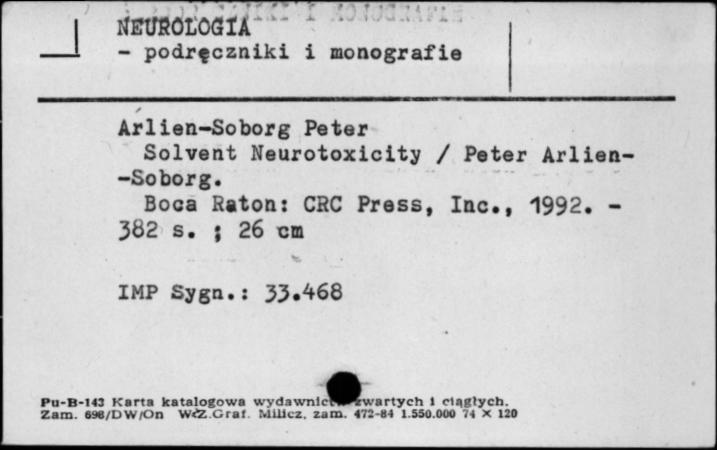 NEUROLOGIA
- podręczniki i monografie
Arlien-Soborg Peter
Solvent Neurotoxicity / Peter Arlien-
-Soborg.
Boca Raton: CRC Press, Inc., 1992. -
382 s. ; 26 cm
IMP Sygn.: 33.468
Pu-B-143 Karta katalogowa zwartych i ciągłych.
Zam. 698/DW/On WZ.Graf. Milicz, zam. 472-84 1.550.000 74 × 120